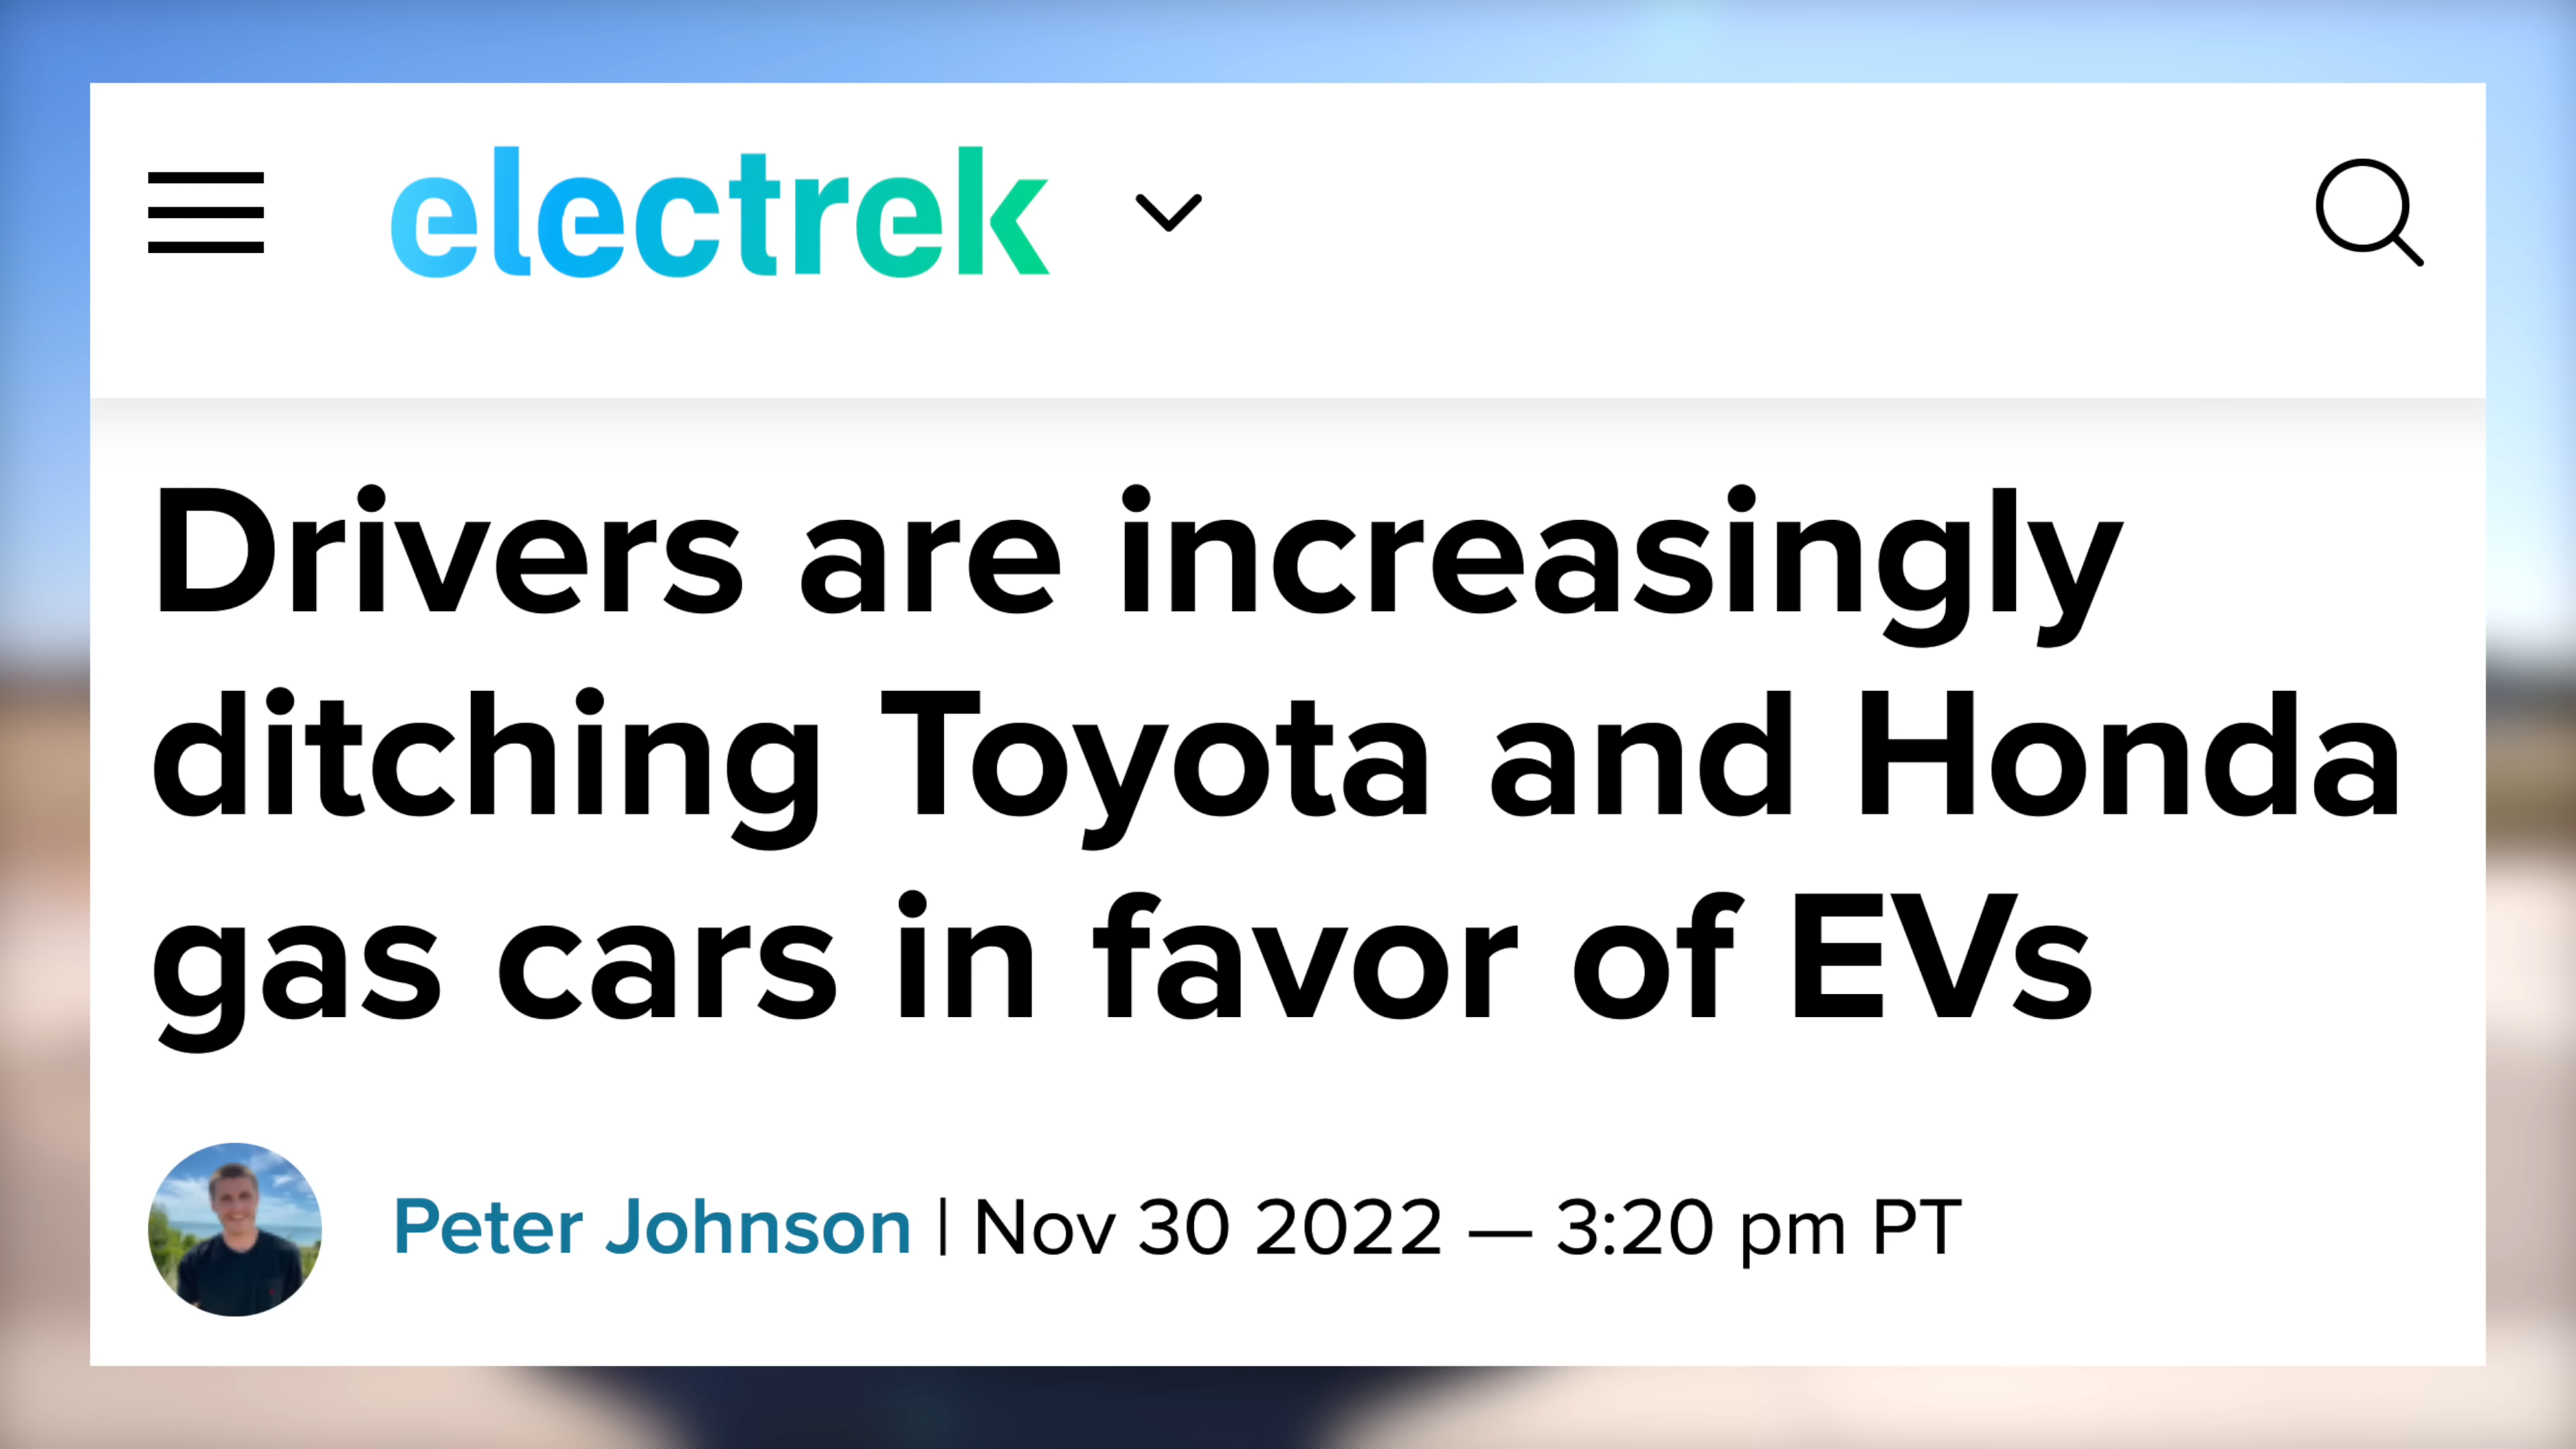 electrek
Drivers are increasingly
ditching Toyota and Honda
gas cars in favor of EVs
Peter Johnson | Nov 30 2022 — 3:20 pm PT